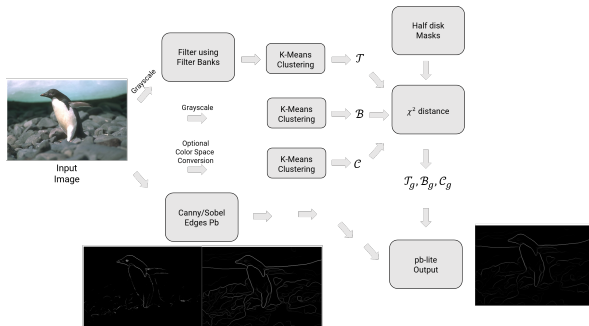 Half disk
Masks
Filter using
Filter Banks
K-Means
Clustering
𝒯
Grayscale
Grayscale
K-Means
Clustering
ℬ
χ² distance
Input
Image
Optional
Color Space
Conversion
K-Means
Clustering
𝒞
𝒯g, ℬg, 𝒞g
Canny/Sobel
Edges Pb
pb-lite
Output